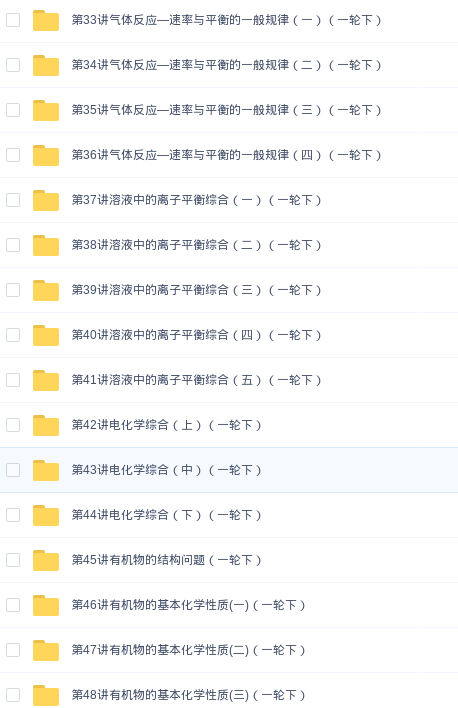 第33讲气体反应—速率与平衡的一般规律（一）（一轮下）
第34讲气体反应—速率与平衡的一般规律（二）（一轮下）
第35讲气体反应—速率与平衡的一般规律（三）（一轮下）
第36讲气体反应—速率与平衡的一般规律（四）（一轮下）
第37讲溶液中的离子平衡综合（一）（一轮下）
第38讲溶液中的离子平衡综合（二）（一轮下）
第39讲溶液中的离子平衡综合（三）（一轮下）
第40讲溶液中的离子平衡综合（四）（一轮下）
第41讲溶液中的离子平衡综合（五）（一轮下）
第42讲电化学综合（上）（一轮下）
第43讲电化学综合（中）（一轮下）
第44讲电化学综合（下）（一轮下）
第45讲有机物的结构问题（一轮下）
第46讲有机物的基本化学性质(一)（一轮下）
第47讲有机物的基本化学性质(二)（一轮下）
第48讲有机物的基本化学性质(三)（一轮下）